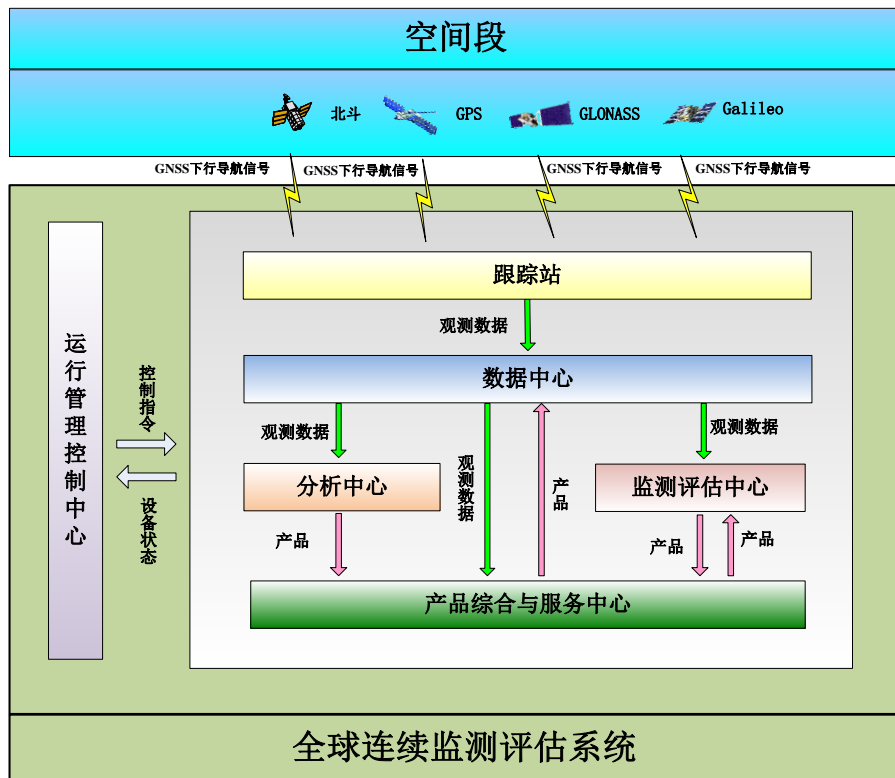 空间段
北斗
GPS
GLONASS
Galileo
GNSS下行导航信号
GNSS下行导航信号
GNSS下行导航信号
GNSS下行导航信号
运行管理控制中心
控制指令
设备状态
跟踪站
观测数据
数据中心
观测数据
观测数据
产品
观测数据
分析中心
监测评估中心
产品
产品
产品
产品综合与服务中心
全球连续监测评估系统